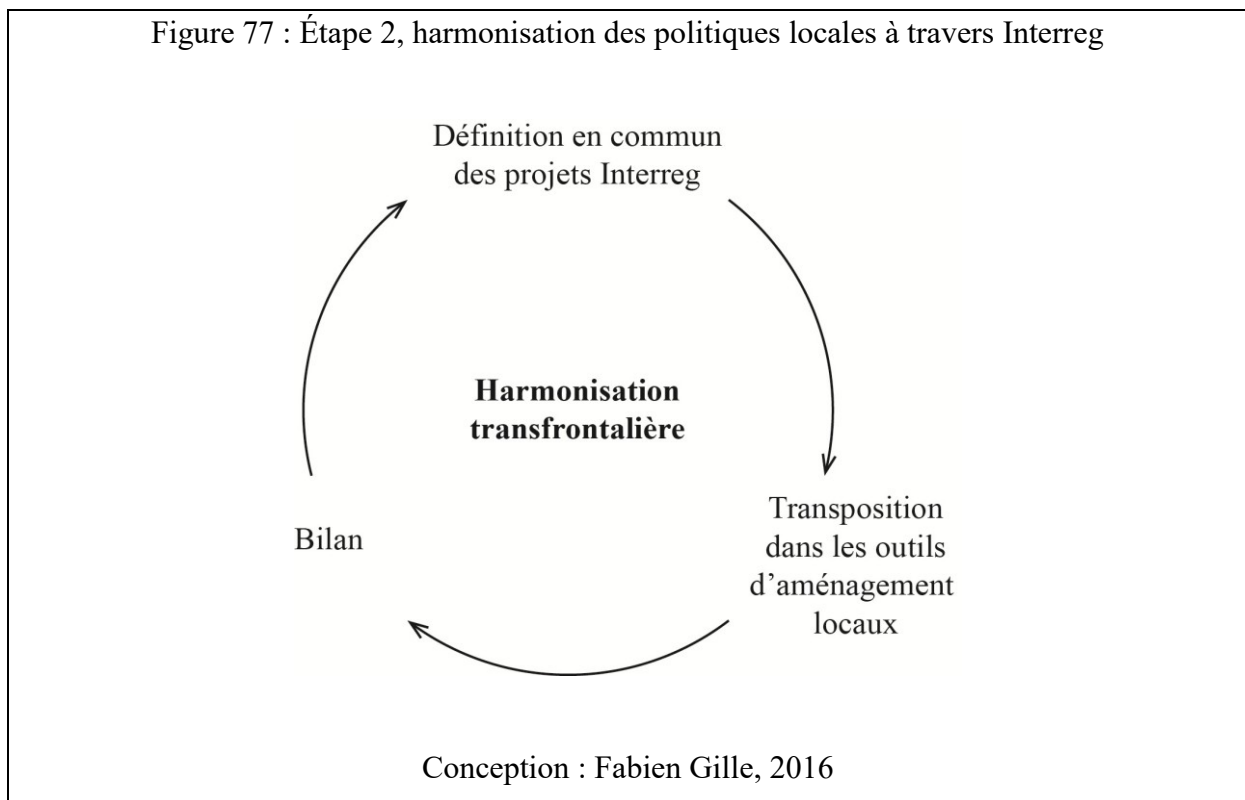 Figure 77 : Étape 2, harmonisation des politiques locales à travers Interreg
Définition en commun
des projets Interreg
Harmonisation
transfrontalière
Transposition
dans les outils
d’aménagement
locaux
Bilan
Conception : Fabien Gille, 2016